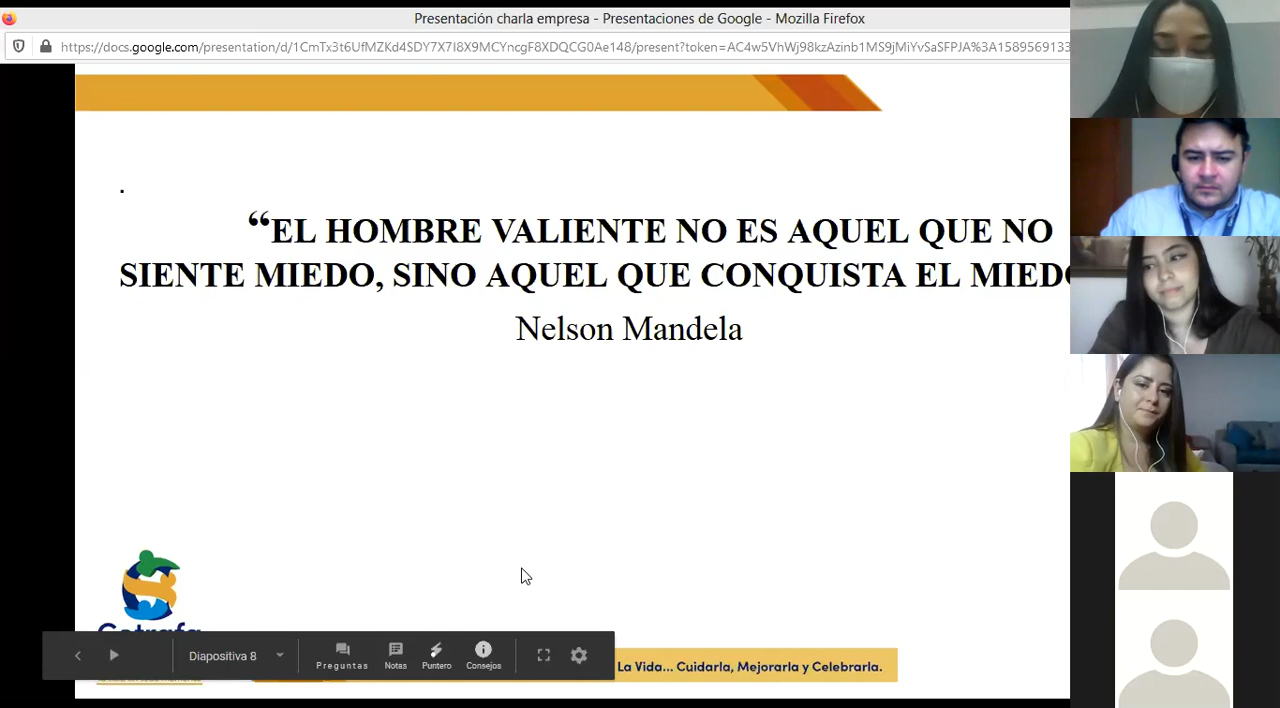 Presentación charla empresa - Presentaciones de Google - Mozilla Firefox
https://docs.google.com/presentation/d/1CmTx3t6UfMZKd4SDY7X7I8X9MCYncgF8XDQCG0Ae148/present?token=AC4w5VhWj98kzAzinb1MS9jMiYvSaSFPJA%3A1589569133
.
“EL HOMBRE VALIENTE NO ES AQUEL QUE NO
SIENTE MIEDO, SINO AQUEL QUE CONQUISTA EL MIEDO
Nelson Mandela
Cotrafa
Diapositiva 8
Preguntas
Notas
Puntero
Consejos
La Vida... Cuidarla, Mejorarla y Celebrarla.